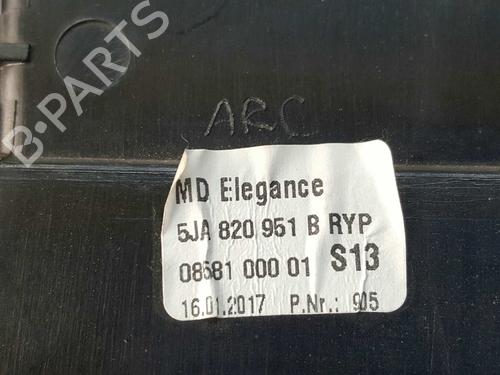 B-PARTS
ARC
MD Elegance
5JA 820 951 B RYP
08681 000 01 S13
16.01.2017 P.Nr.: 905